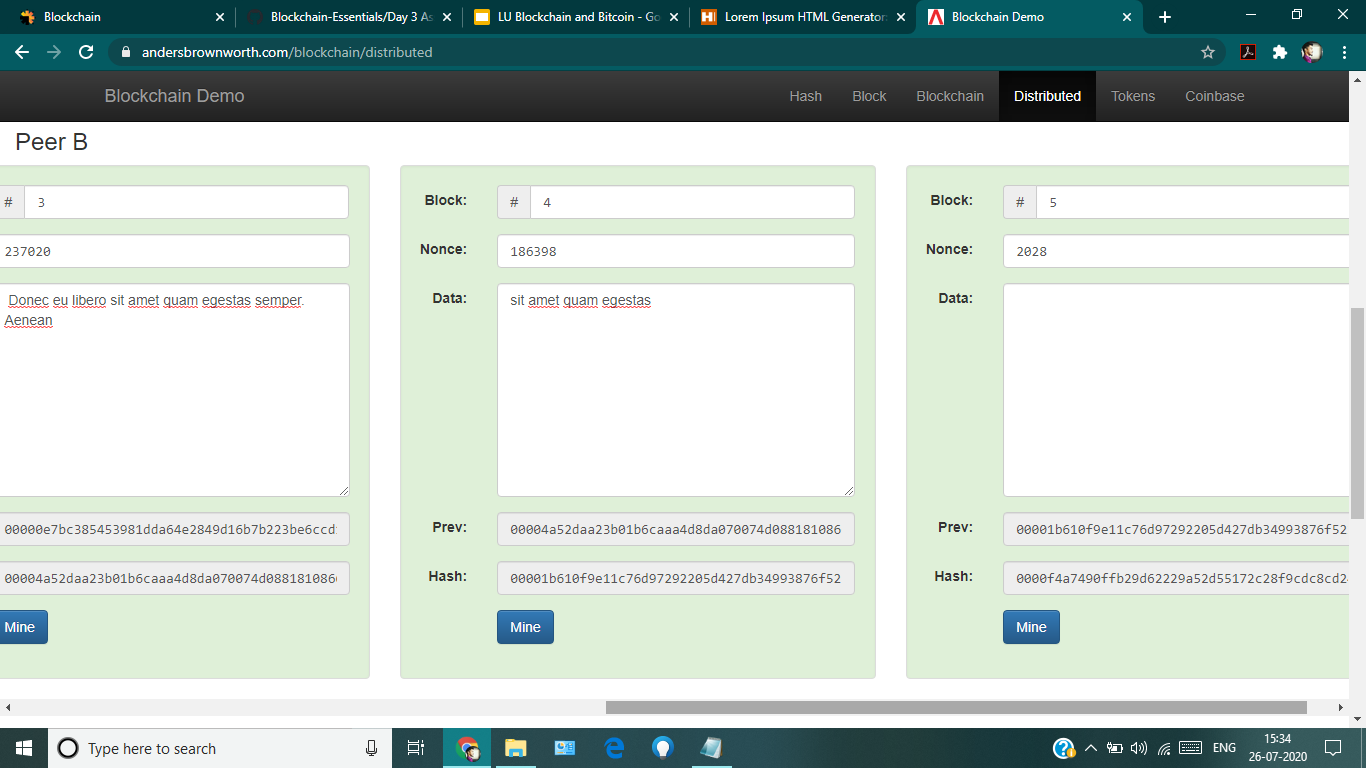 Blockchain
Blockchain-Essentials/Day 3 As
LU Blockchain and Bitcoin - Go
Lorem Ipsum HTML Generator
Blockchain Demo
andersbrownworth.com/blockchain/distributed
Blockchain Demo
Hash
Block
Blockchain
Distributed
Tokens
Coinbase
Peer B
# 3
237020
Donec eu libero sit amet quam egestas semper.
Aenean
00000e7bc385453981dda64e2849d16b7b223be6ccd
00004a52daa23b01b6caaa4d8da070074d088181086
Mine
Block: # 4
Nonce: 186398
Data: sit amet quam egestas
Prev: 00004a52daa23b01b6caaa4d8da070074d088181086
Hash: 00001b610f9e11c76d97292205d427db34993876f52
Mine
Block: # 5
Nonce: 2028
Data:
Prev: 00001b610f9e11c76d97292205d427db34993876f52
Hash: 0000f4a7490ffb29d62229a52d55172c28f9cdc8cd2
Mine
Type here to search
ENG
15:34
26-07-2020